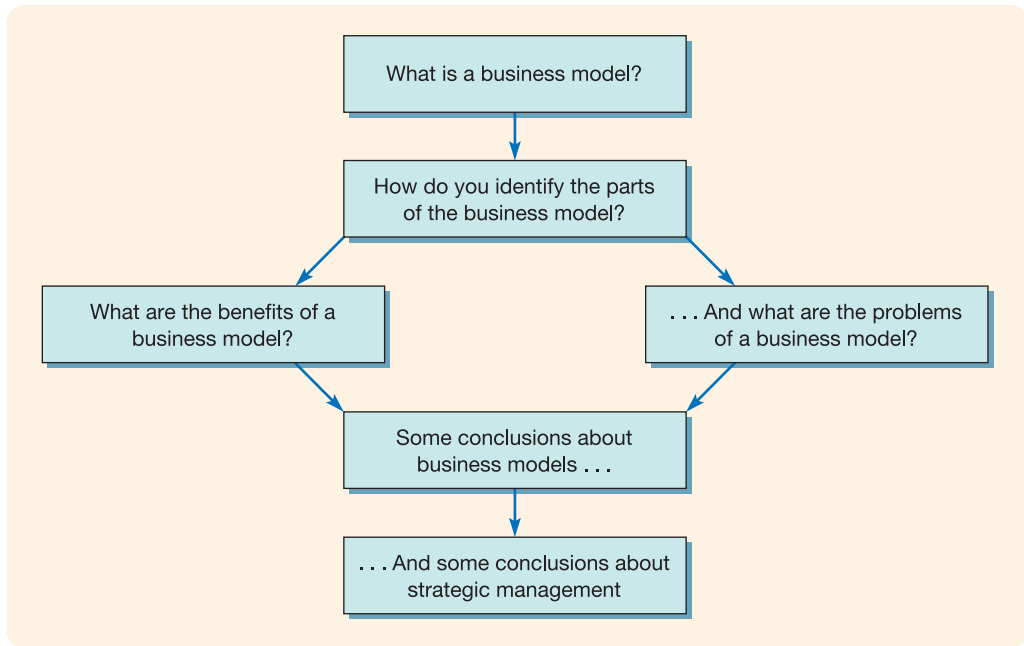 What is a business model?
How do you identify the parts
of the business model?
What are the benefits of a
business model?
. . . And what are the problems
of a business model?
Some conclusions about
business models . . .
. . . And some conclusions about
strategic management